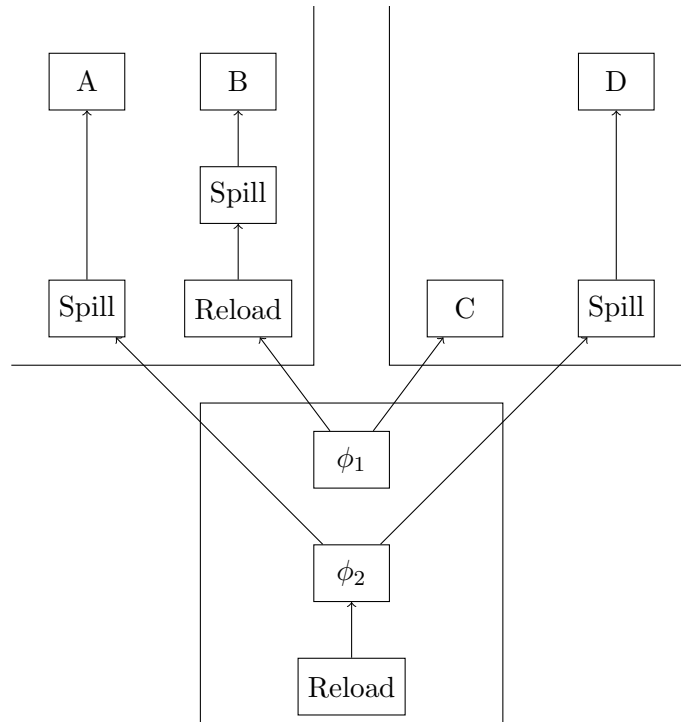 A B D
Spill
Spill Reload C Spill
ϕ1
ϕ2
Reload